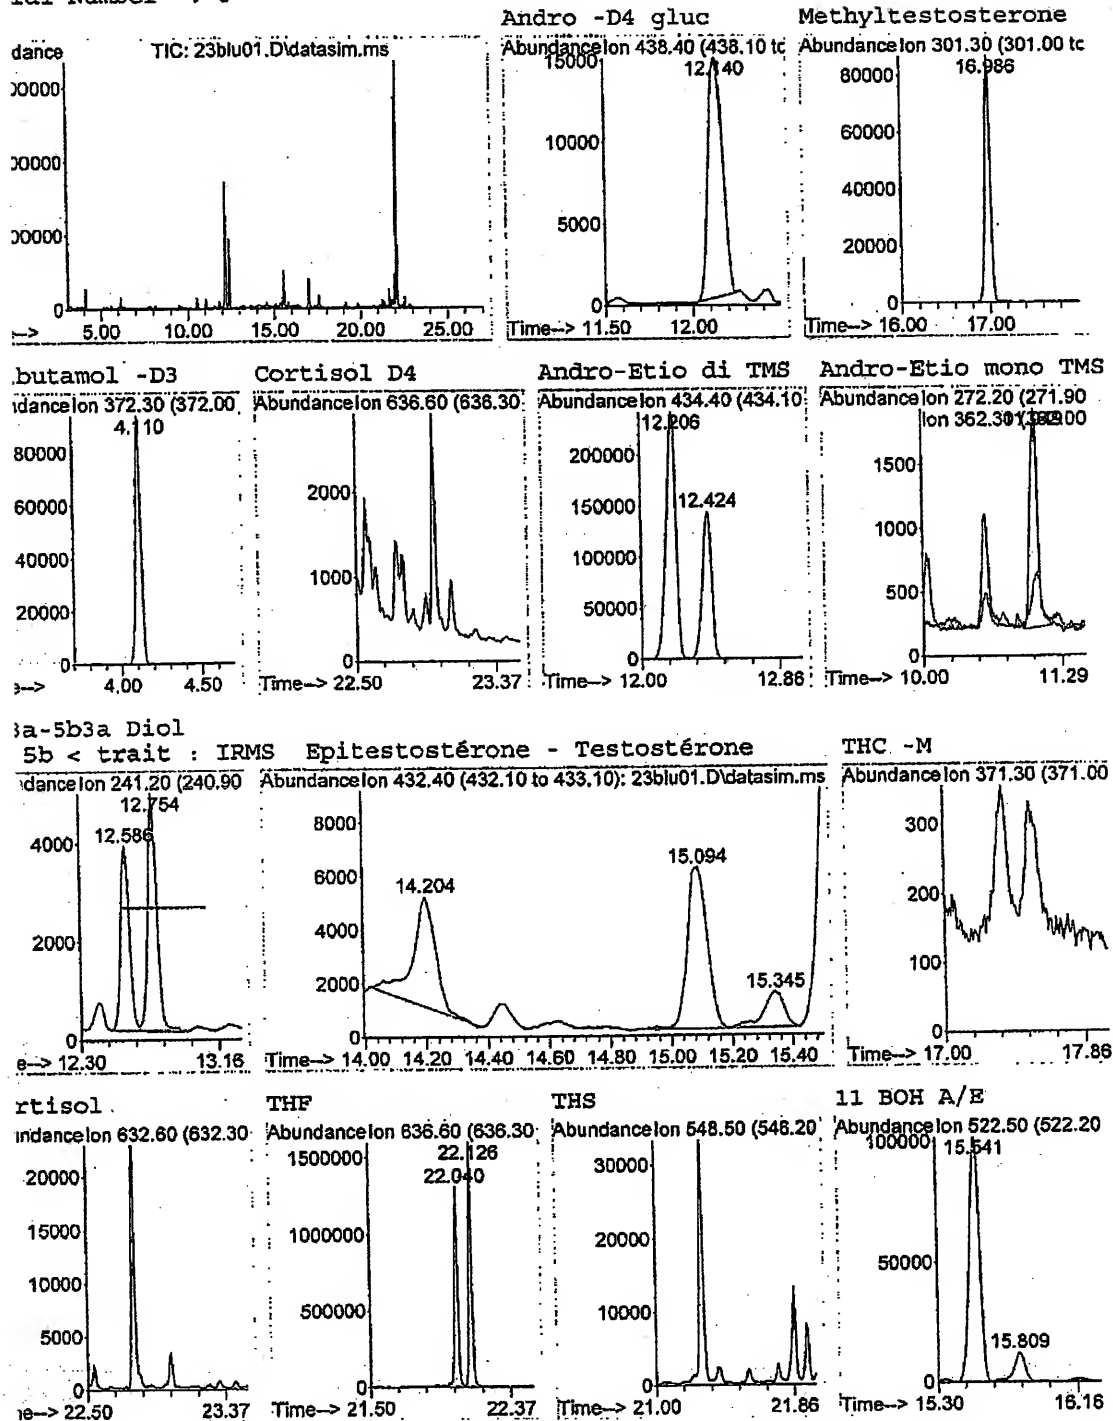 Andro -D4 gluc
Methyltestosterone
dance TIC: 23blu01.D\datasim.ms
00000
00000
00000
0
--> 5.00 10.00 15.00 20.00 25.00
Abundance Ion 438.40 (438.10 tc
15000 12.140
10000
5000
0
Time--> 11.50 12.00
Abundance Ion 301.30 (301.00 tc
80000 16.986
60000
40000
20000
0
Time--> 16.00 17.00
butamol -D3
Cortisol D4
Andro-Etio di TMS
Andro-Etio mono TMS
dance Ion 372.30 (372.00
4.110
80000
60000
40000
20000
0
--> 4.00 4.50
Abundance Ion 636.60 (636.30
2000
1000
0
Time--> 22.50 23.37
Abundance Ion 434.40 (434.10
12.206
200000
12.424
150000
100000
50000
0
Time--> 12.00 12.86
Abundance Ion 272.20 (271.90
Ion 362.30
1500
1000
500
0
Time--> 10.00 11.29
3a-5b3a Diol
5b < trait : IRMS
Epitestostérone - Testostérone
THC -M
dance Ion 241.20 (240.90
12.754
12.586
4000
2000
0
e--> 12.30 13.16
Abundance Ion 432.40 (432.10 to 433.10): 23blu01.D\datasim.ms
8000
15.094
6000
14.204
4000
2000
15.345
0
Time--> 14.00 14.20 14.40 14.60 14.80 15.00 15.20 15.40
Abundance Ion 371.30 (371.00
300
200
100
0
Time--> 17.00 17.86
rtisol
THF
THS
11 BOH A/E
ndance Ion 632.60 (632.30
20000
15000
10000
5000
0
e--> 22.50 23.37
Abundance Ion 636.60 (636.30
1500000 22.126
22.040
1000000
500000
0
Time--> 21.50 22.37
Abundance Ion 548.50 (548.20
30000
20000
10000
0
Time--> 21.00 21.86
Abundance Ion 522.50 (522.20
100000 15.541
50000
15.809
0
Time--> 15.30 16.16